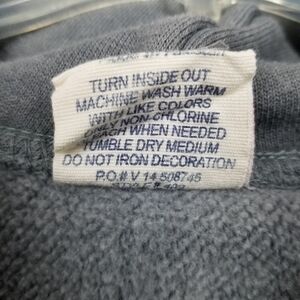 TURN INSIDE OUT
MACHINE WASH WARM
WITH LIKE COLORS
ONLY NON-CHLORINE
BLEACH WHEN NEEDED
TUMBLE DRY MEDIUM
DO NOT IRON DECORATION
P.O.# V 14 508745